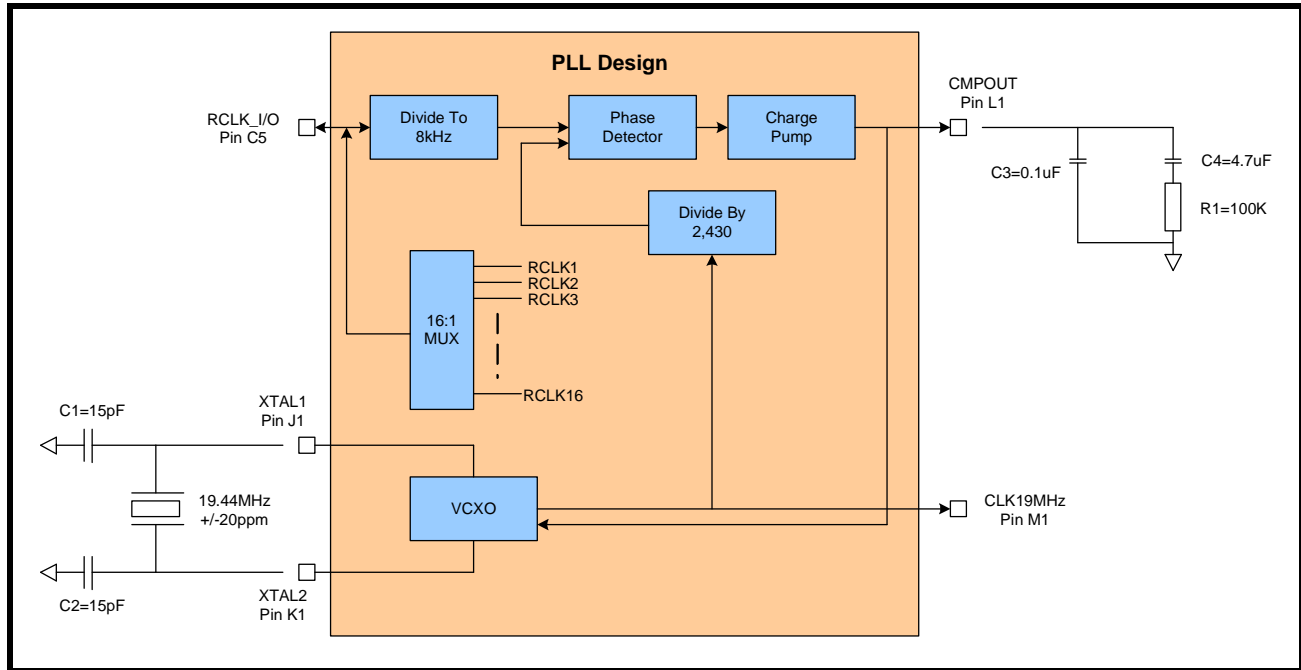 PLL Design
RCLK_I/O
Pin C5
Divide To
8kHz
Phase
Detector
Charge
Pump
CMPOUT
Pin L1
C3=0.1uF
C4=4.7uF
R1=100K
Divide By
2,430
16:1
MUX
RCLK1
RCLK2
RCLK3
RCLK16
C1=15pF
XTAL1
Pin J1
19.44MHz
+/-20ppm
VCXO
CLK19MHz
Pin M1
C2=15pF
XTAL2
Pin K1